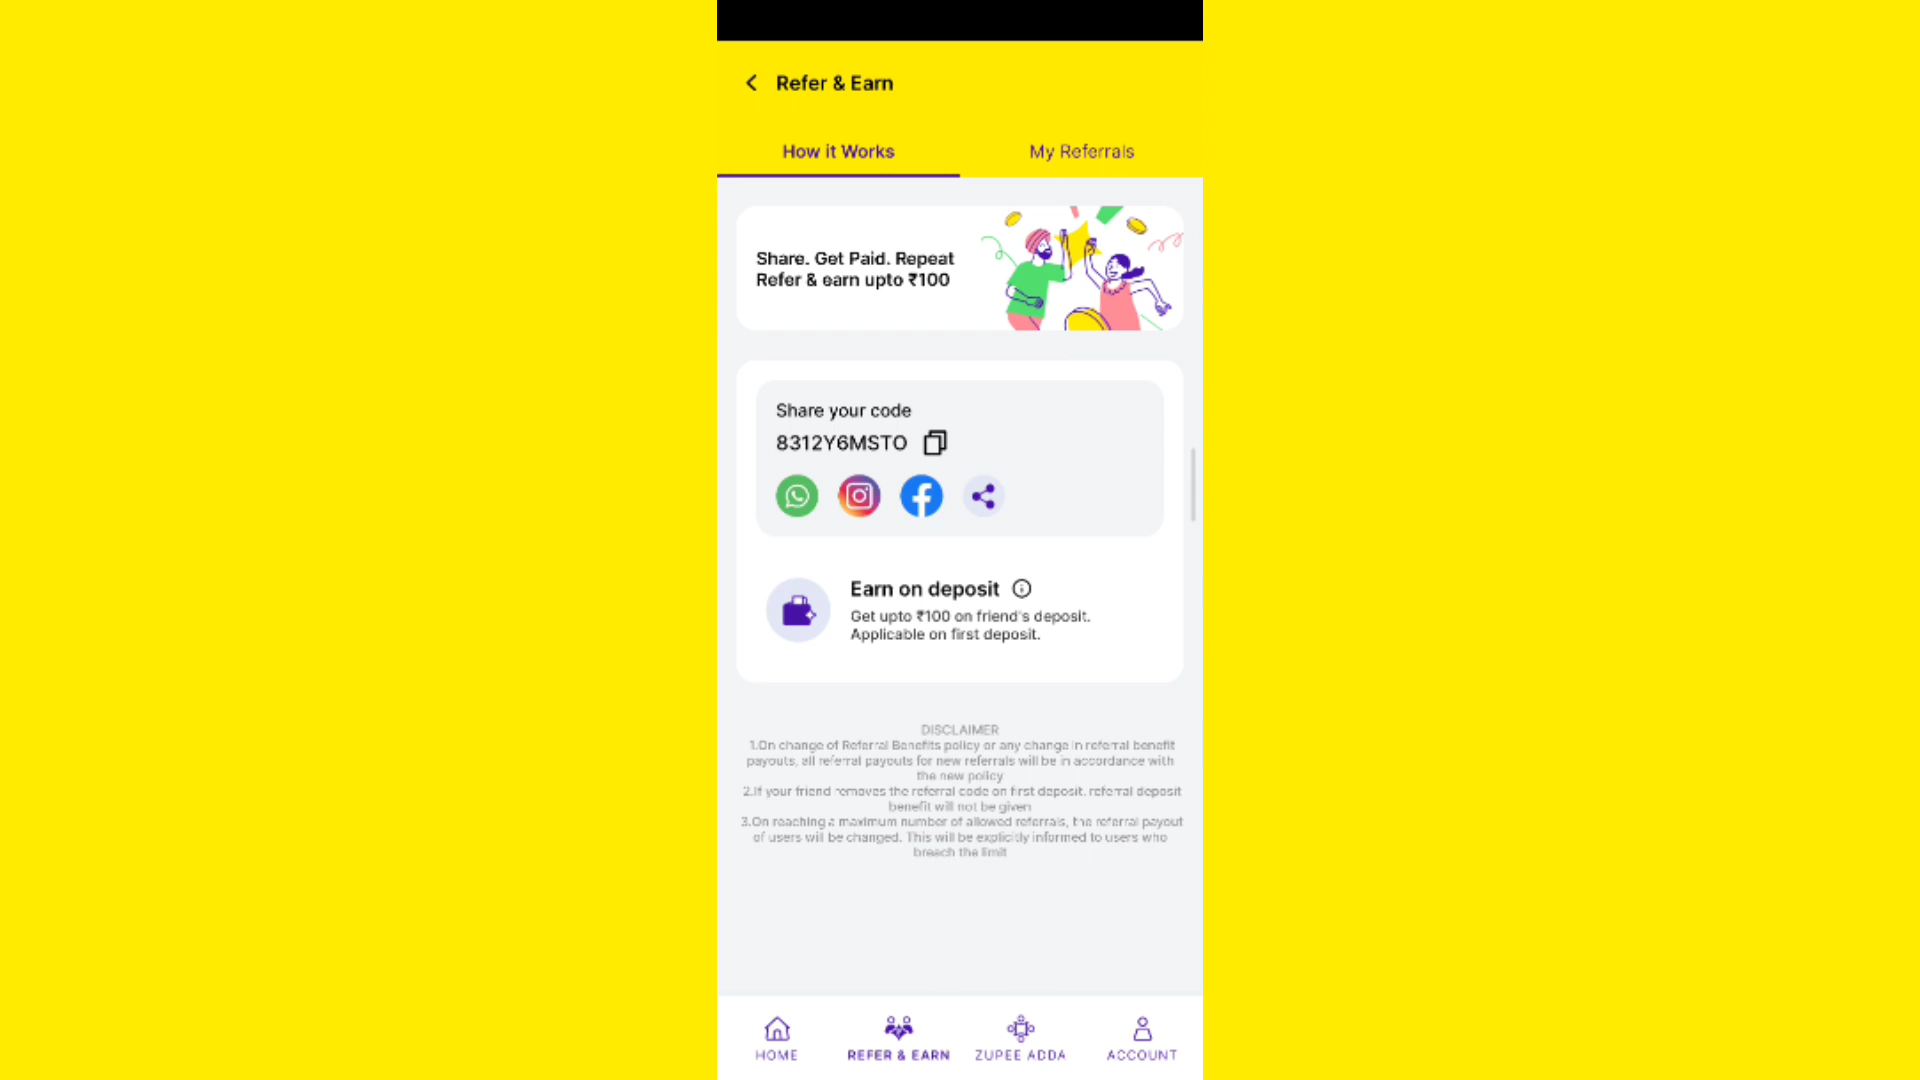 Refer & Earn
How it Works
My Referrals
Share. Get Paid. Repeat
Refer & earn upto ₹100
Share your code
8312Y6MSTO
Earn on deposit
Get upto ₹100 on friend's deposit.
Applicable on first deposit.
DISCLAIMER
1.On change of Referral Benefits policy or any change in referral benefit
payouts, all referral payouts for new referrals will be in accordance with
the new policy
2.If your friend removes the referral code on first deposit, referral deposit
benefit will not be given
3.On reaching a maximum number of allowed referrals, the referral payout
of users will be changed. This will be explicitly informed to users who
breach the limit
HOME
REFER & EARN
ZUPEE ADDA
ACCOUNT